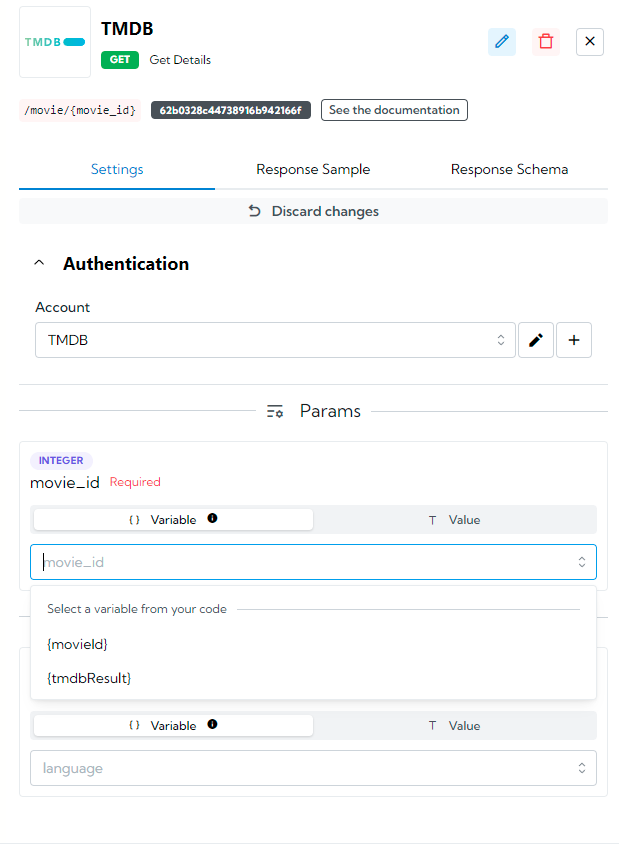 TMDB
TMDB
GET Get Details
/movie/{movie_id} 62b0328c44738916b942166f See the documentation
Settings Response Sample Response Schema
Discard changes
Authentication
Account
TMDB
Params
INTEGER
movie_id Required
{} Variable T Value
movie_id
Select a variable from your code
{movieId}
{tmdbResult}
{} Variable T Value
language